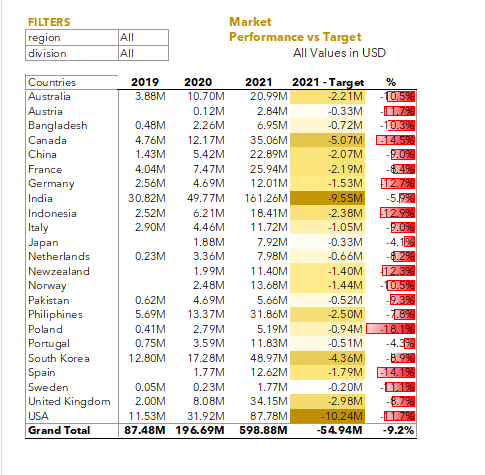 FILTERS Market
region All Performance vs Target
division All All Values in USD
Countries 2019 2020 2021 2021 - Target %
Australia 3.88M 10.70M 20.99M -2.21M -10.5%
Austria 0.12M 2.84M -0.33M -11.7%
Bangladesh 0.48M 2.26M 6.95M -0.72M -10.3%
Canada 4.76M 12.17M 35.06M -5.07M -14.5%
China 1.43M 5.42M 22.89M -2.07M -9.0%
France 4.04M 7.47M 25.94M -2.19M -8.4%
Germany 2.56M 4.69M 12.01M -1.53M -12.7%
India 30.82M 49.77M 161.26M -9.55M -5.9%
Indonesia 2.52M 6.21M 18.41M -2.38M -12.9%
Italy 2.90M 4.46M 11.72M -1.05M -9.0%
Japan 1.88M 7.92M -0.33M -4.1%
Netherlands 0.23M 3.36M 7.98M -0.66M -8.2%
Newzealand 1.99M 11.40M -1.40M -12.3%
Norway 2.48M 13.68M -1.44M -10.5%
Pakistan 0.62M 4.69M 5.66M -0.52M -9.3%
Philiphines 5.69M 13.37M 31.86M -2.50M -7.8%
Poland 0.41M 2.79M 5.19M -0.94M -18.1%
Portugal 0.75M 3.59M 11.83M -0.51M -4.3%
South Korea 12.80M 17.28M 48.97M -4.36M -8.9%
Spain 1.77M 12.62M -1.79M -14.1%
Sweden 0.05M 0.23M 1.77M -0.20M -11.1%
United Kingdom 2.00M 8.08M 34.15M -2.98M -8.7%
USA 11.53M 31.92M 87.78M -10.24M -11.7%
Grand Total 87.48M 196.69M 598.88M -54.94M -9.2%